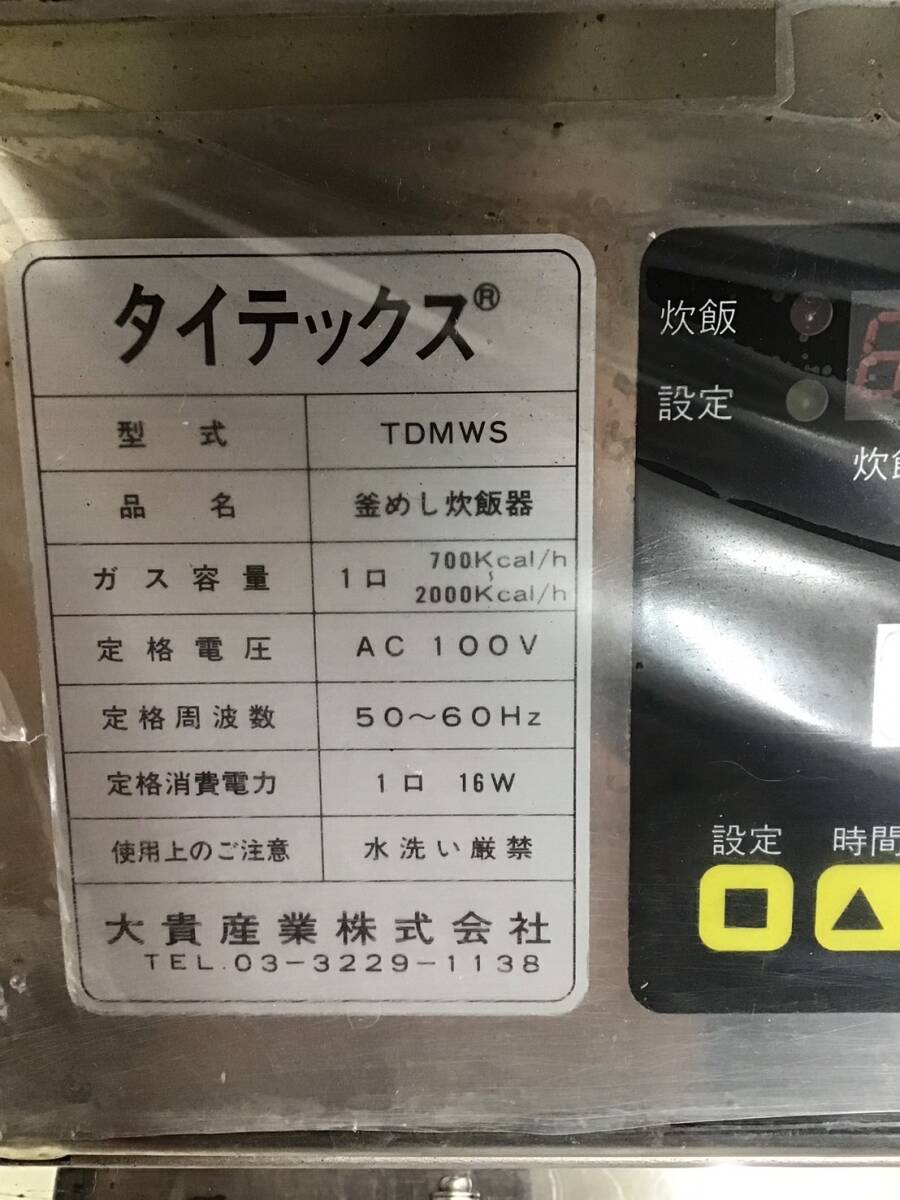 タイテックス®
型 式 TDMWS
品 名 釜めし炊飯器
ガス容量 1口 700Kcal/h
〜
2000Kcal/h
定格電圧 AC 100V
定格周波数 50〜60Hz
定格消費電力 1口 16W
使用上のご注意 水洗い厳禁
大貴産業株式会社
TEL.03-3229-1138
炊飯
設定
設定 時間